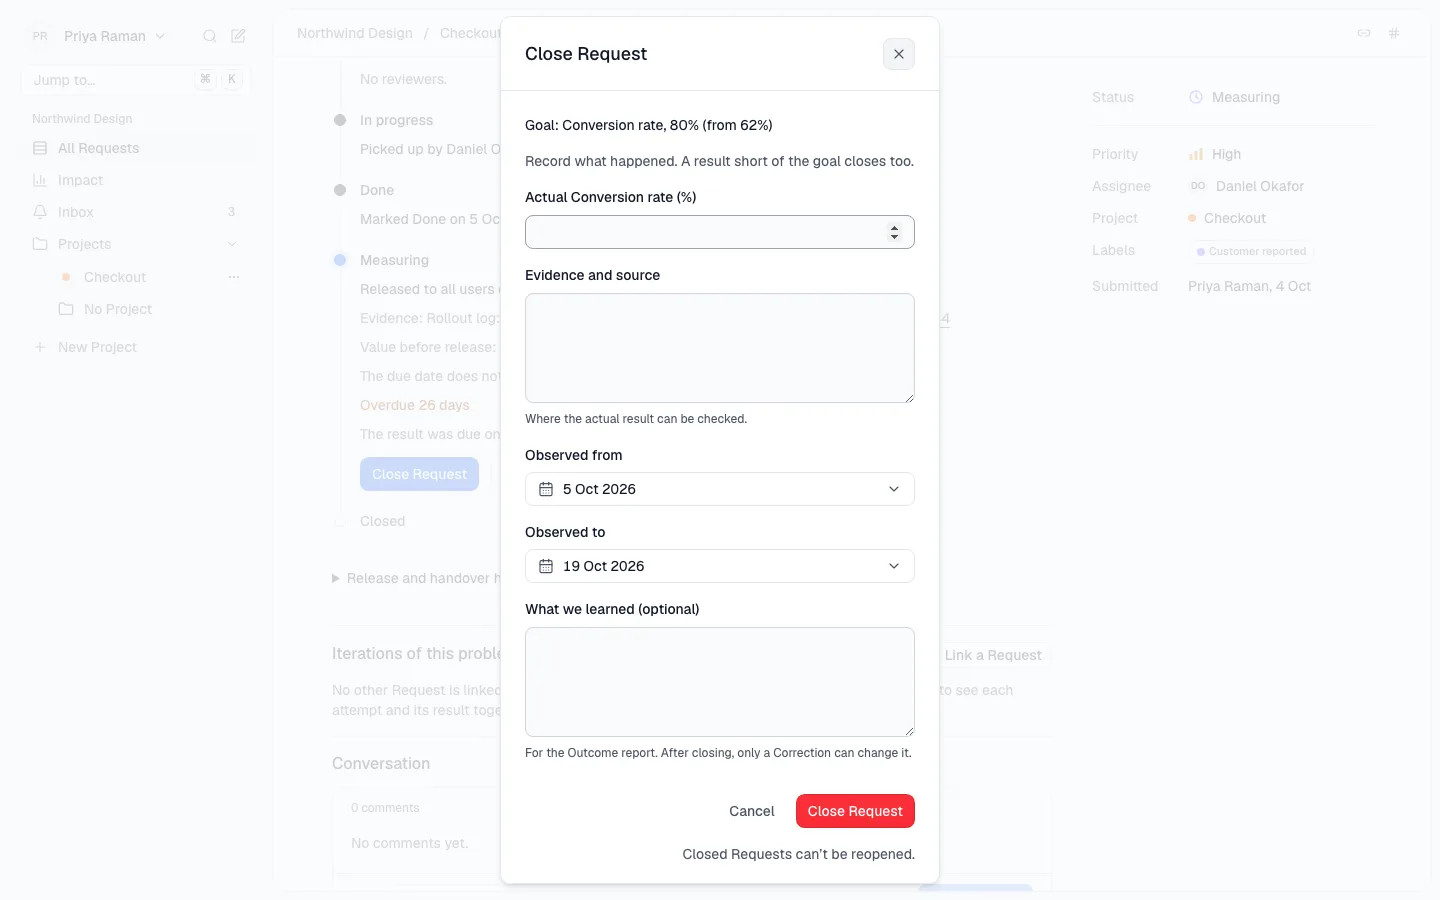 PR Priya Raman
Jump to... ⌘ K
Northwind Design
All Requests
Impact
Inbox 3
Projects
Checkout ...
No Project
New Project
Northwind Design / Checkout
No reviewers.
In progress
Picked up by Daniel O
Done
Marked Done on 5 Oc
Measuring
Released to all users
Evidence: Rollout log:
4
Value before release:
The due date does not
Overdue 26 days
The result was due on
Close Request
Closed
Release and handover h
Iterations of this proble
Link a Request
No other Request is linked
to see each
attempt and its result toge
Conversation
0 comments
No comments yet.
Close Request
Goal: Conversion rate, 80% (from 62%)
Record what happened. A result short of the goal closes too.
Actual Conversion rate (%)
Evidence and source
Where the actual result can be checked.
Observed from
5 Oct 2026
Observed to
19 Oct 2026
What we learned (optional)
For the Outcome report. After closing, only a Correction can change it.
Cancel
Close Request
Closed Requests can't be reopened.
Status Measuring
Priority High
Assignee DO Daniel Okafor
Project Checkout
Labels Customer reported
Submitted Priya Raman, 4 Oct